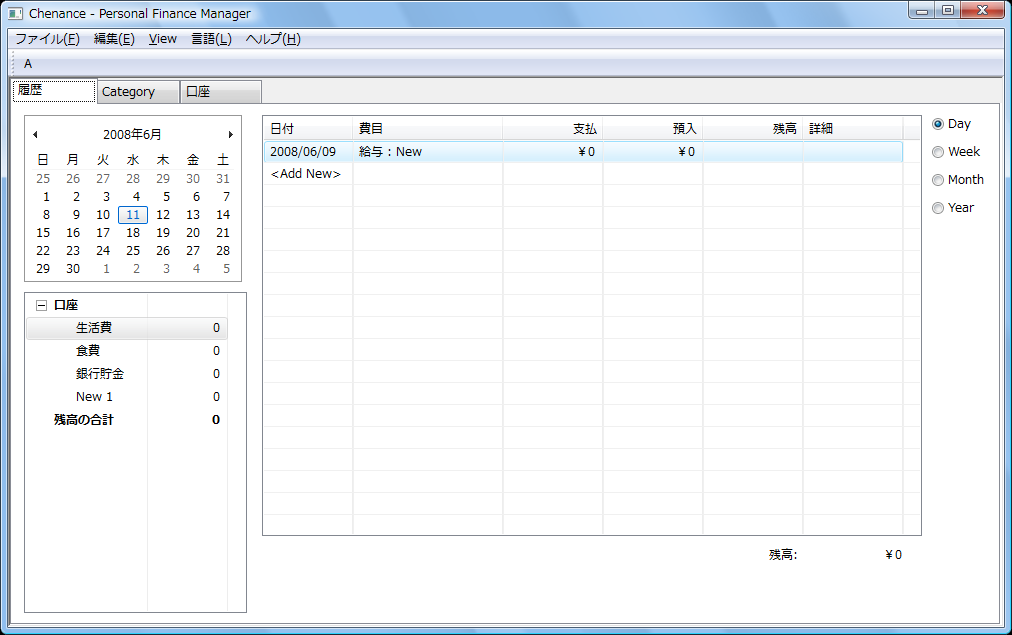 Chenance - Personal Finance Manager
ファイル(F) 編集(E) View 言語(L) ヘルプ(H)
A
履歴 Category 口座
2008年6月
日 月 火 水 木 金 土
25 26 27 28 29 30 31
1 2 3 4 5 6 7
8 9 10 11 12 13 14
15 16 17 18 19 20 21
22 23 24 25 26 27 28
29 30 1 2 3 4 5
口座
生活費 0
食費 0
銀行貯金 0
New 1 0
残高の合計 0
日付 費目 支払 預入 残高 詳細
2008/06/09 給与：New ¥0 ¥0
<Add New>
残高: ¥0
Day
Week
Month
Year